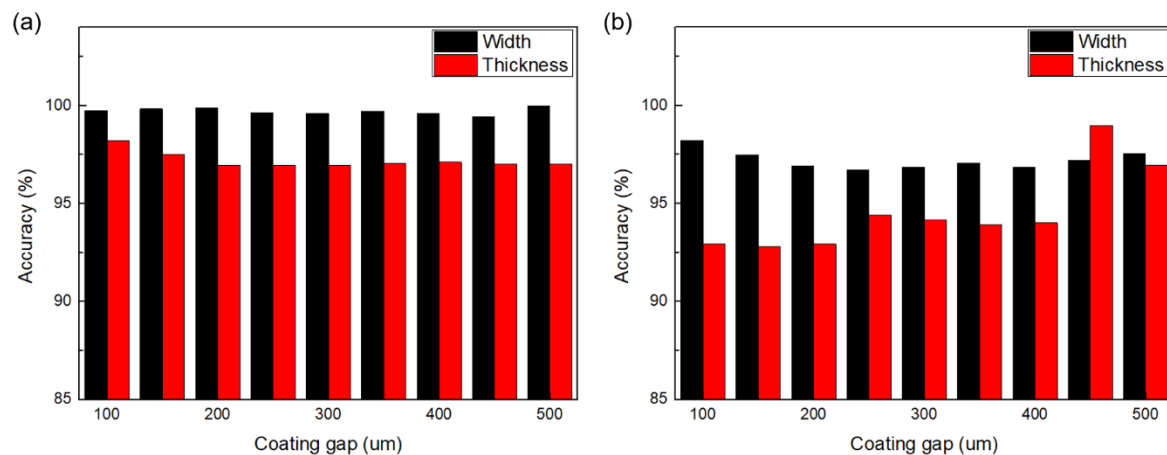 (a)
Width
Thickness
100
95
90
85
Accuracy (%)
100 200 300 400 500
Coating gap (um)
(b)
Width
Thickness
100
95
90
85
Accuracy (%)
100 200 300 400 500
Coating gap (um)